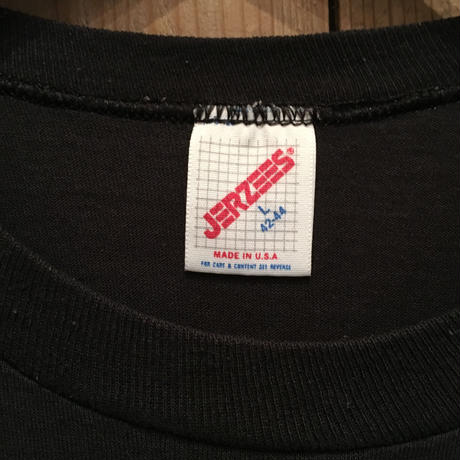 JERZEES®
L
42-44
MADE IN U.S.A
FOR CARE & CONTENT SEE REVERSE